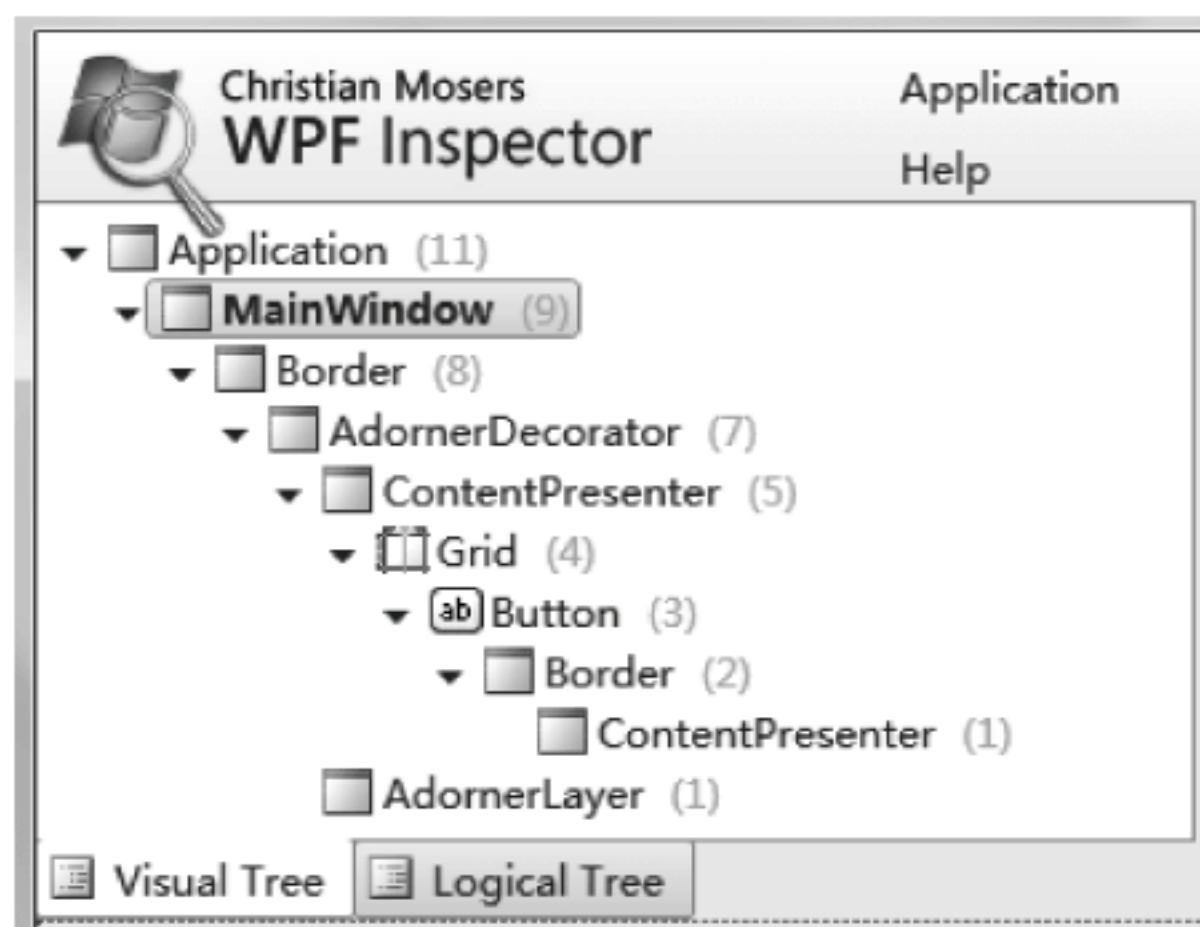 Christian Mosers
WPF Inspector
Application
Help
Application (11)
MainWindow (9)
Border (8)
AdornerDecorator (7)
ContentPresenter (5)
Grid (4)
ab Button (3)
Border (2)
ContentPresenter (1)
AdornerLayer (1)
Visual Tree
Logical Tree